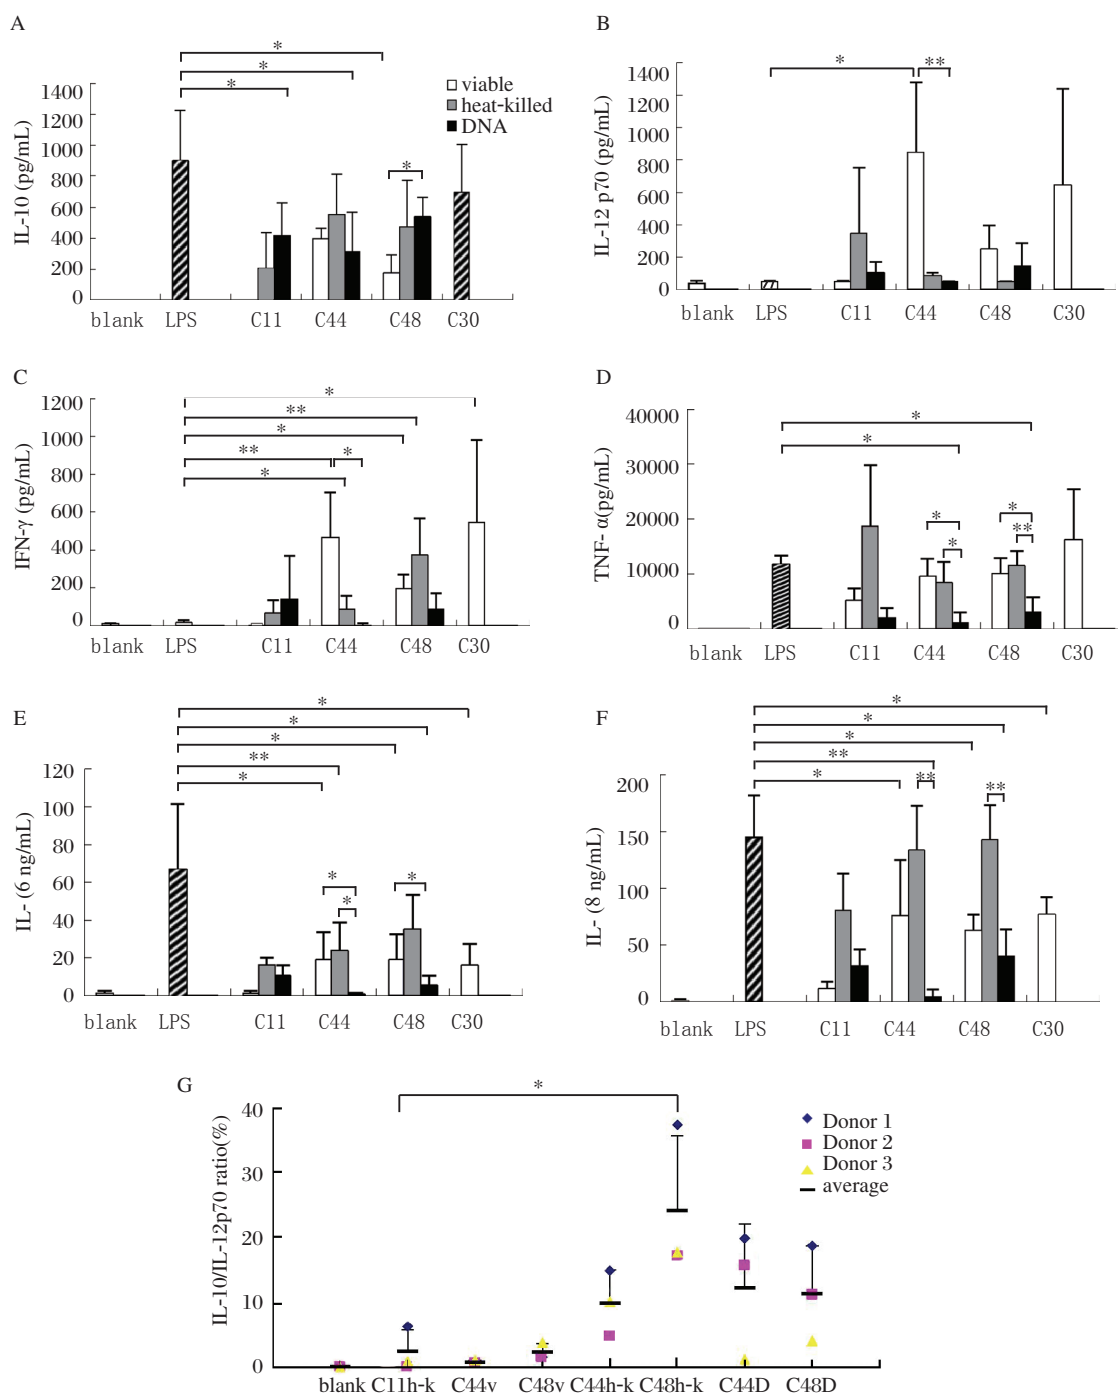 A
*
*
*
1400
1200
1000
800
600
400
200
0
IL-10 (pg/mL)
viable
heat-killed
DNA
*
blank LPS C11 C44 C48 C30
B
* **
1400
1200
1000
800
600
400
200
0
IL-12 p70 (pg/mL)
blank LPS C11 C44 C48 C30
C
*
**
*
** *
*
1200
1000
800
600
400
200
0
IFN-γ (pg/mL)
blank LPS C11 C44 C48 C30
D
*
*
40000
30000
20000
10000
0
TNF- α(pg/mL)
* *
* **
blank LPS C11 C44 C48 C30
E
*
*
*
**
*
120
100
80
60
40
20
0
IL- (6 ng/mL)
* *
*
blank LPS C11 C44 C48 C30
F
*
*
*
**
* ** **
200
150
100
50
0
IL- (8 ng/mL)
blank LPS C11 C44 C48 C30
G
*
40
30
20
10
0
IL-10/IL-12p70 ratio(%)
Donor 1
Donor 2
Donor 3
average
blank C11h-k C44v C48v C44h-k C48h-k C44D C48D